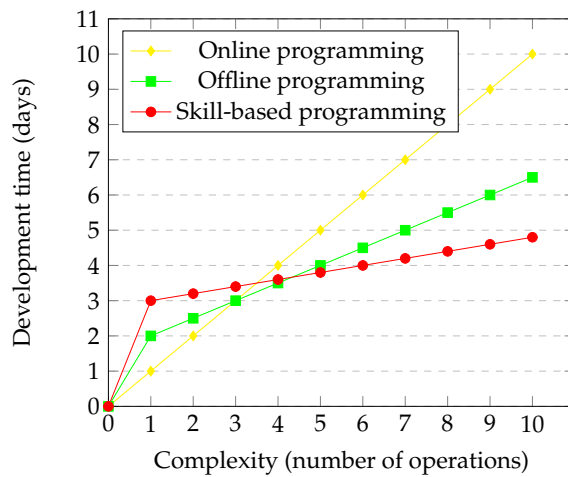 11
10
9
8
7
6
5
4
3
2
1
0
Online programming
Offline programming
Skill-based programming
Development time (days)
0 1 2 3 4 5 6 7 8 9 10
Complexity (number of operations)